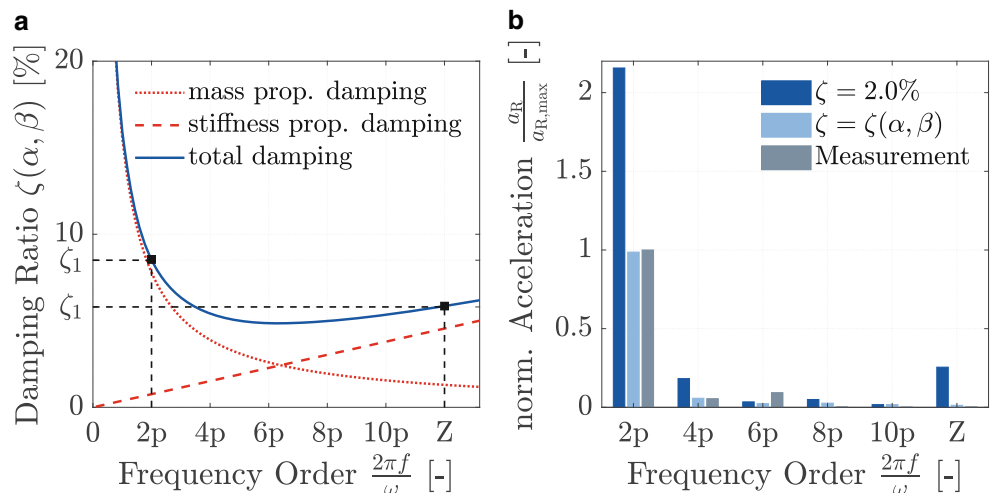 a
Damping Ratio ζ(α, β) [%]
20
10
ζ₁
ζ₁
0
mass prop. damping
stiffness prop. damping
total damping
0 2p 4p 6p 8p 10p Z
Frequency Order 2πf/ω [-]
b
norm. Acceleration a_R/a_R,max [-]
2
1.5
1
0.5
0
ζ = 2.0%
ζ = ζ(α, β)
Measurement
2p 4p 6p 8p 10p Z
Frequency Order 2πf/ω [-]